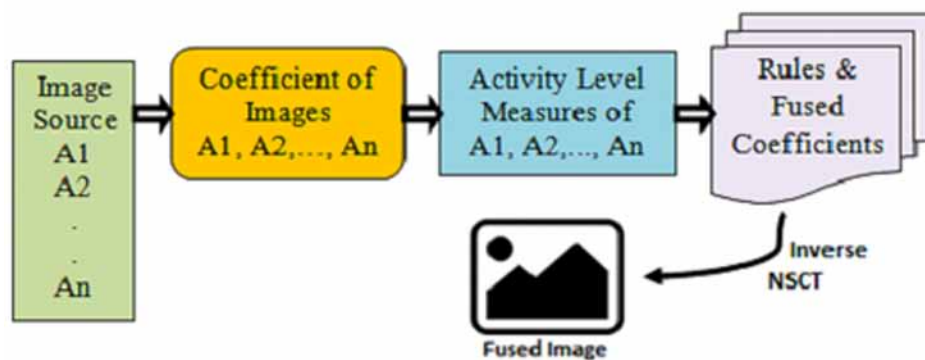 Image
Source
A1
A2
.
.
An
Coefficient of
Images
A1, A2,..., An
Activity Level
Measures of
A1, A2,..., An
Rules &
Fused
Coefficients
Inverse
NSCT
Fused Image